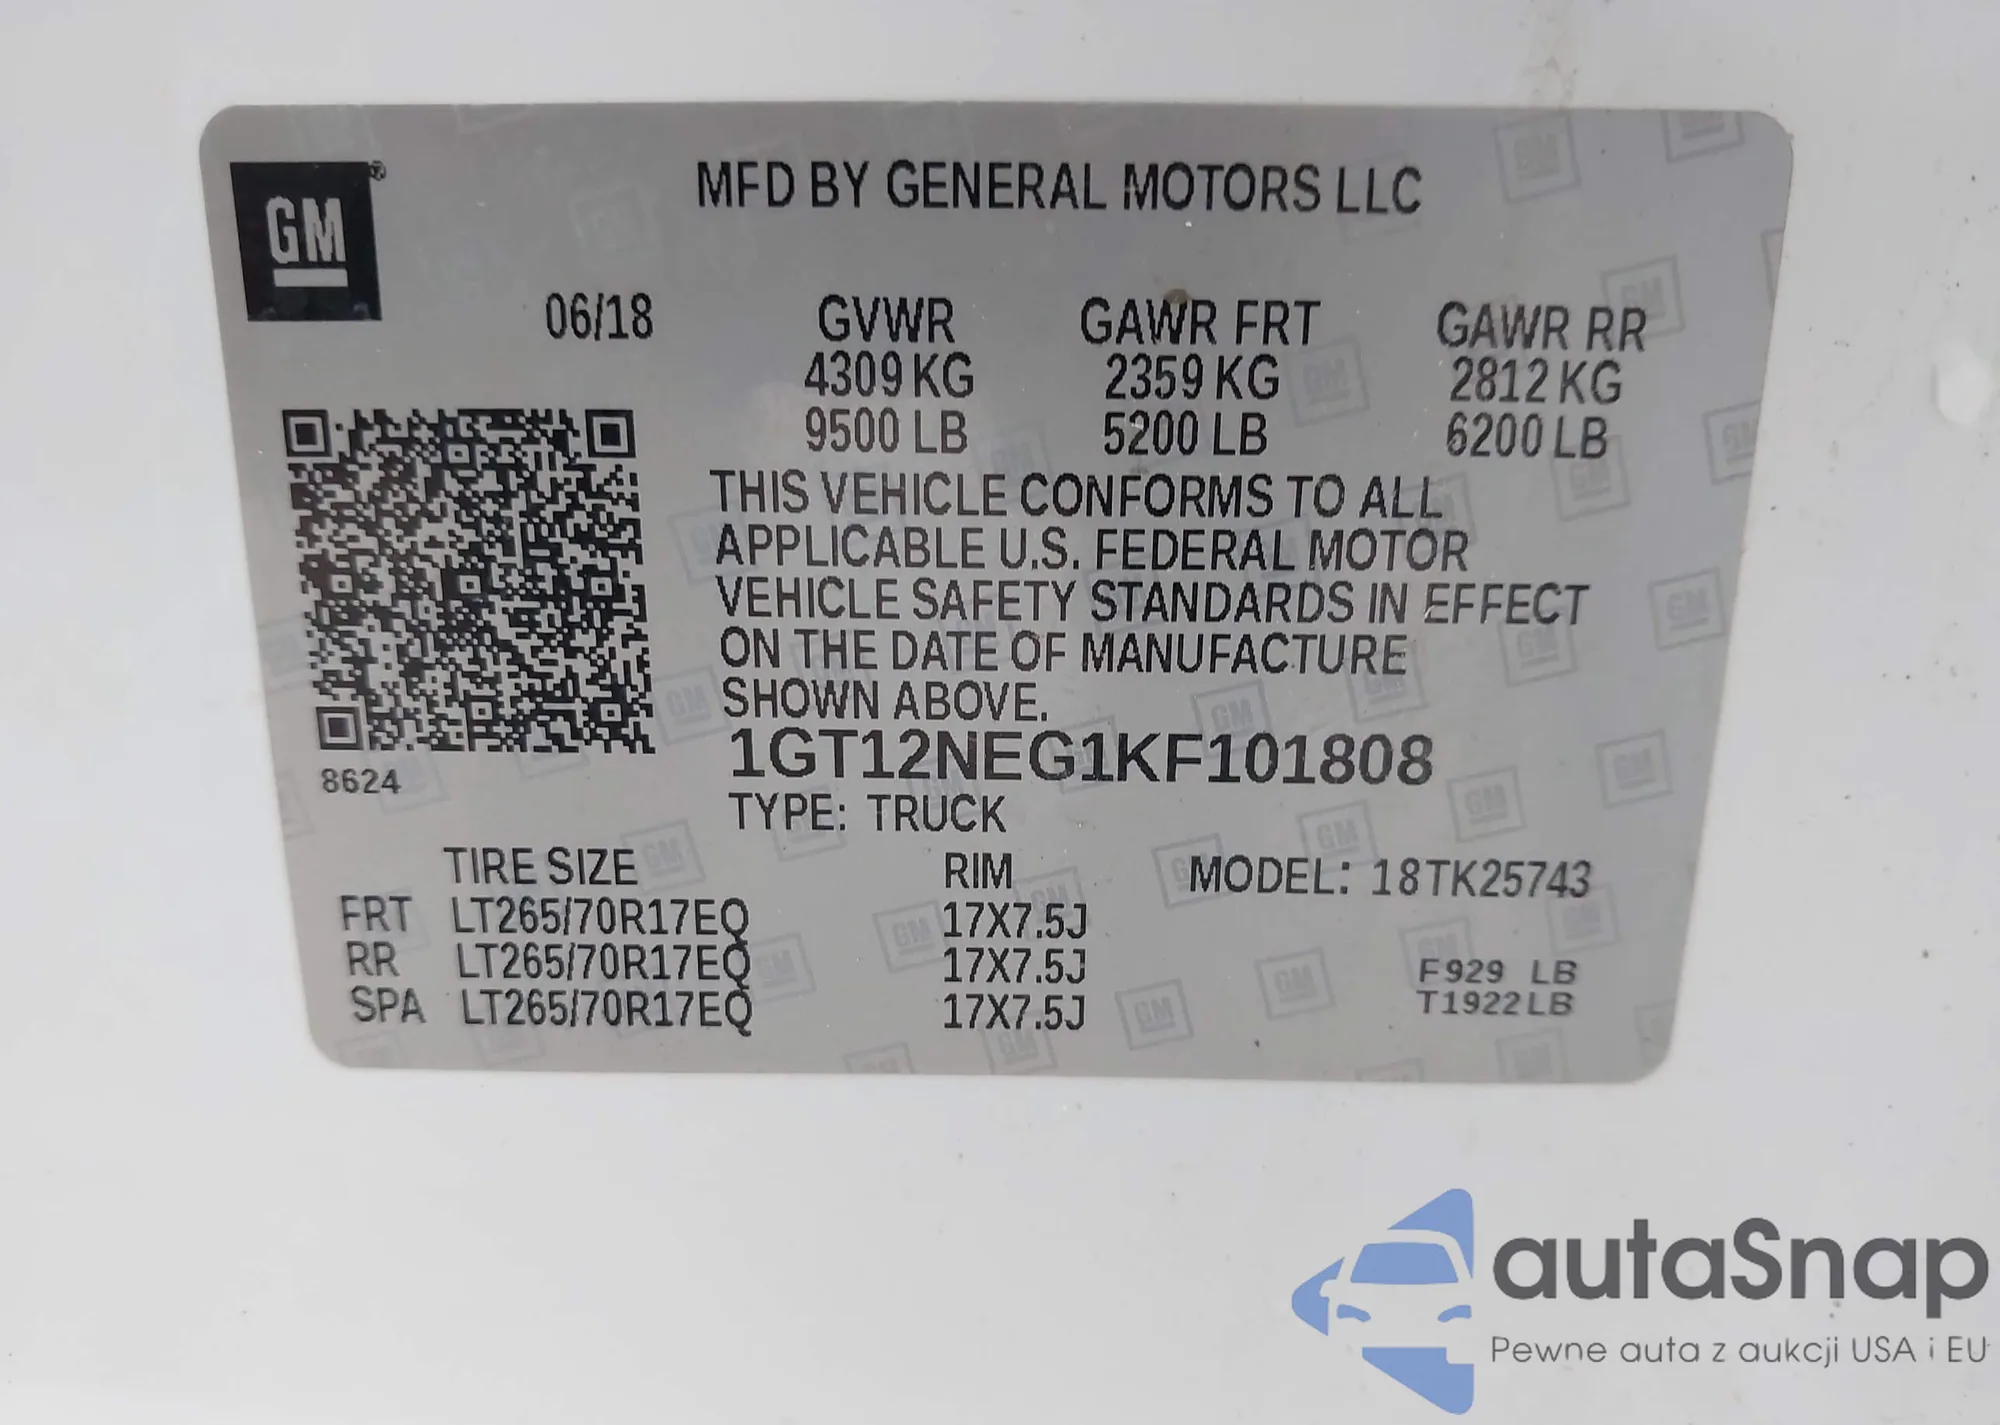 GM®
MFD BY GENERAL MOTORS LLC
06/18 GVWR GAWR FRT GAWR RR
4309 KG 2359 KG 2812 KG
9500 LB 5200 LB 6200 LB
THIS VEHICLE CONFORMS TO ALL
APPLICABLE U.S. FEDERAL MOTOR
VEHICLE SAFETY STANDARDS IN EFFECT
ON THE DATE OF MANUFACTURE
SHOWN ABOVE.
1GT12NEG1KF101808
8624
TYPE: TRUCK
TIRE SIZE RIM MODEL: 18TK25743
FRT LT265/70R17EQ 17X7.5J
RR LT265/70R17EQ 17X7.5J F929 LB
SPA LT265/70R17EQ 17X7.5J T1922LB
autaSnap
Pewne auta z aukcji USA i EU